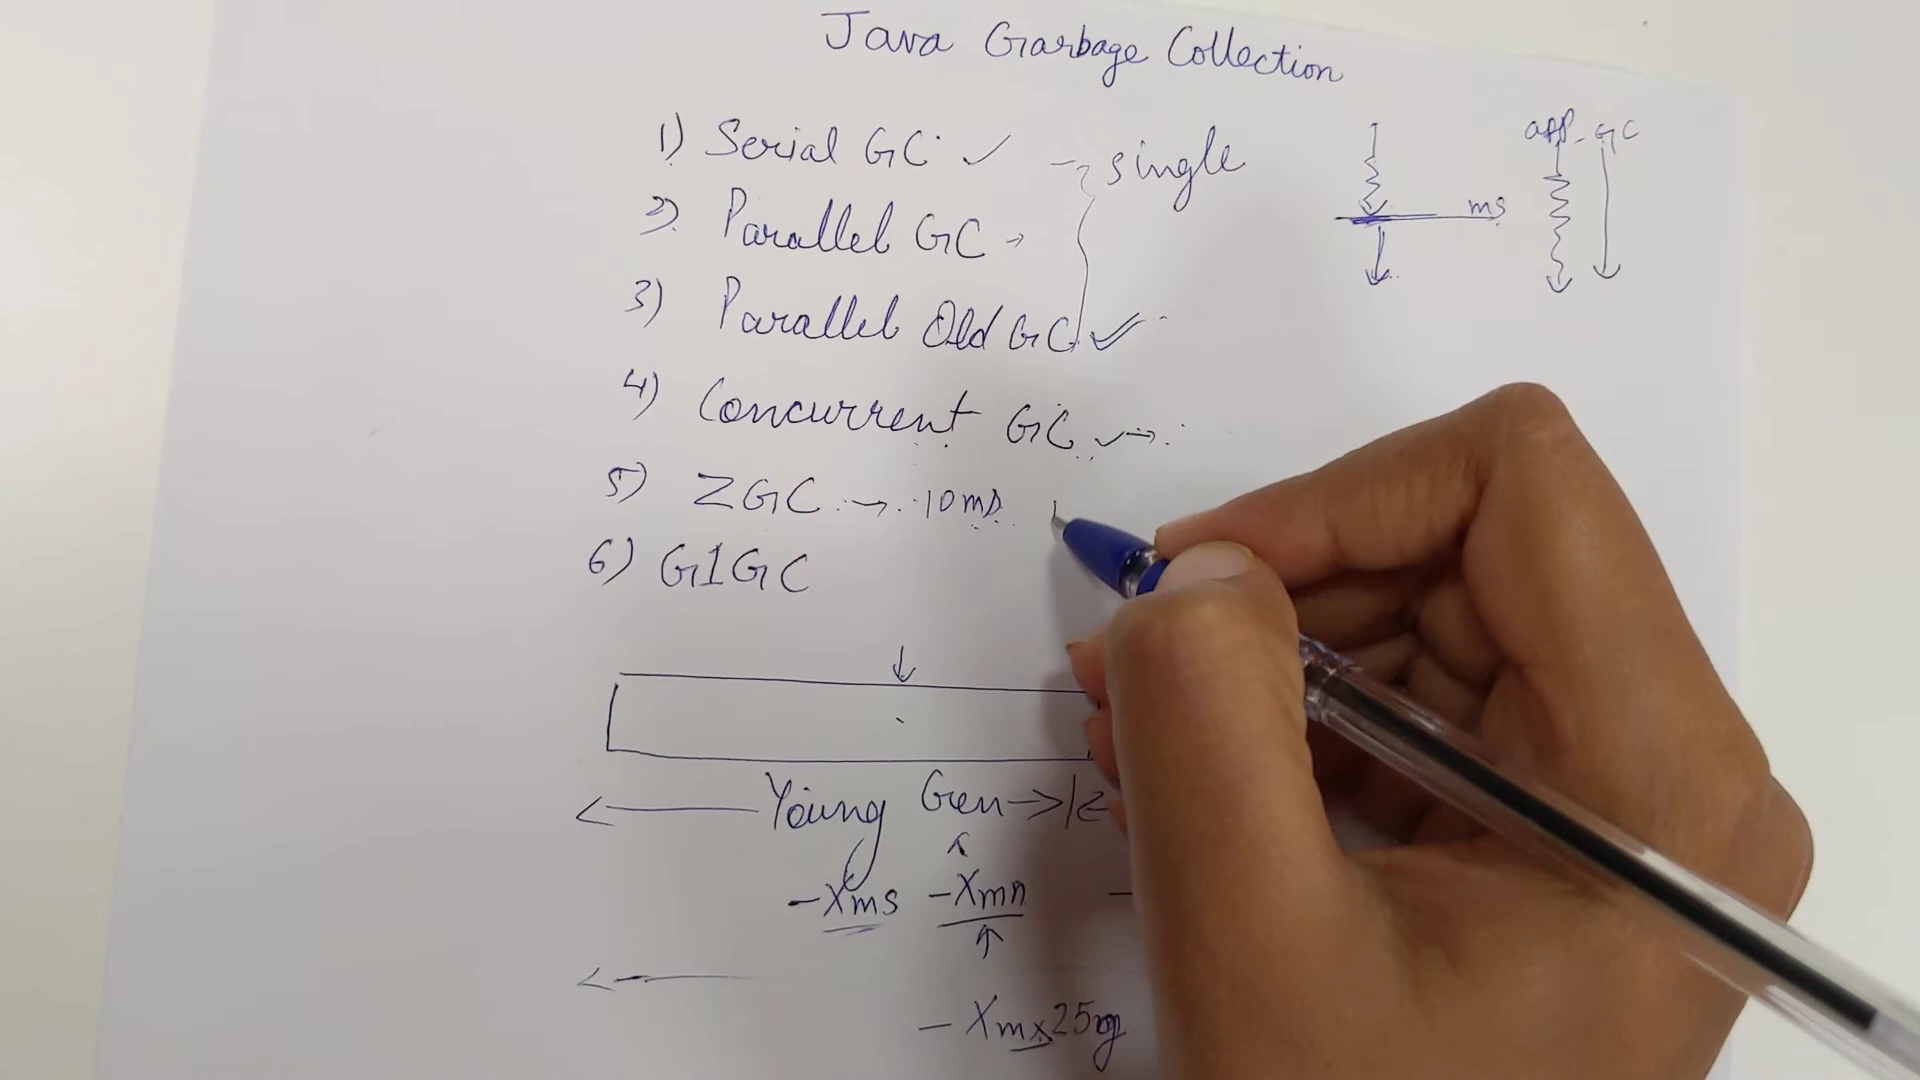 Java Garbage Collection
1) Serial GC ✓ - single
2) Parallel GC →
3) Parallel Old GC ✓
4) Concurrent GC ✓→
5) ZGC → 10ms
6) G1GC
ms
app GC
Young Gen →
-Xms -Xmn
- Xmx25